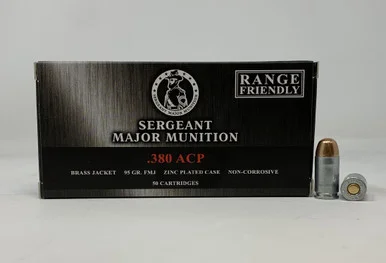 RANGE
FRIENDLY
SERGEANT
MAJOR MUNITION
.380 ACP
BRASS JACKET 95 GR. FMJ ZINC PLATED CASE NON-CORROSIVE
50 CARTRIDGES